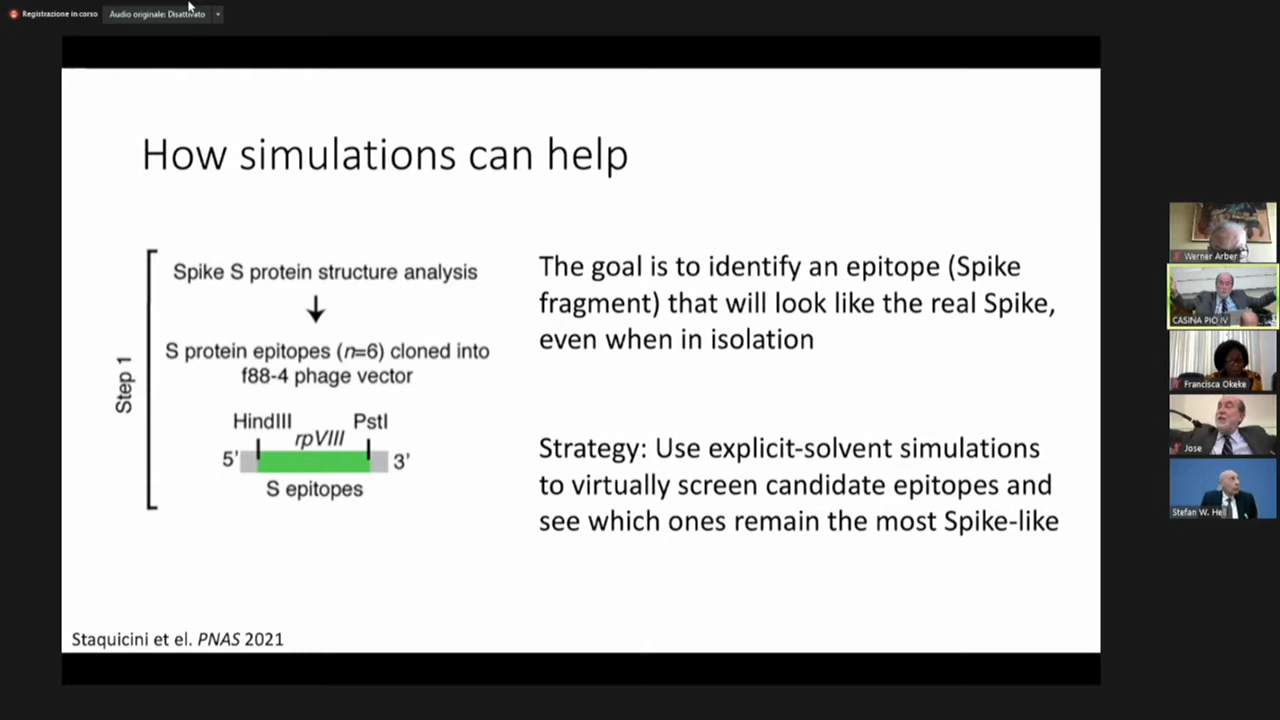 Registrazione in corso
Audio originale: Disattivato
How simulations can help
Step 1
Spike S protein structure analysis
S protein epitopes (n=6) cloned into
f88-4 phage vector
HindIII
PstI
rpVIII
5'
3'
S epitopes
The goal is to identify an epitope (Spike
fragment) that will look like the real Spike,
even when in isolation
Strategy: Use explicit-solvent simulations
to virtually screen candidate epitopes and
see which ones remain the most Spike-like
Staquicini et el. PNAS 2021
Werner Arber
CASINA PIO IV
Francisca Okeke
Jose
Stefan W. Hell